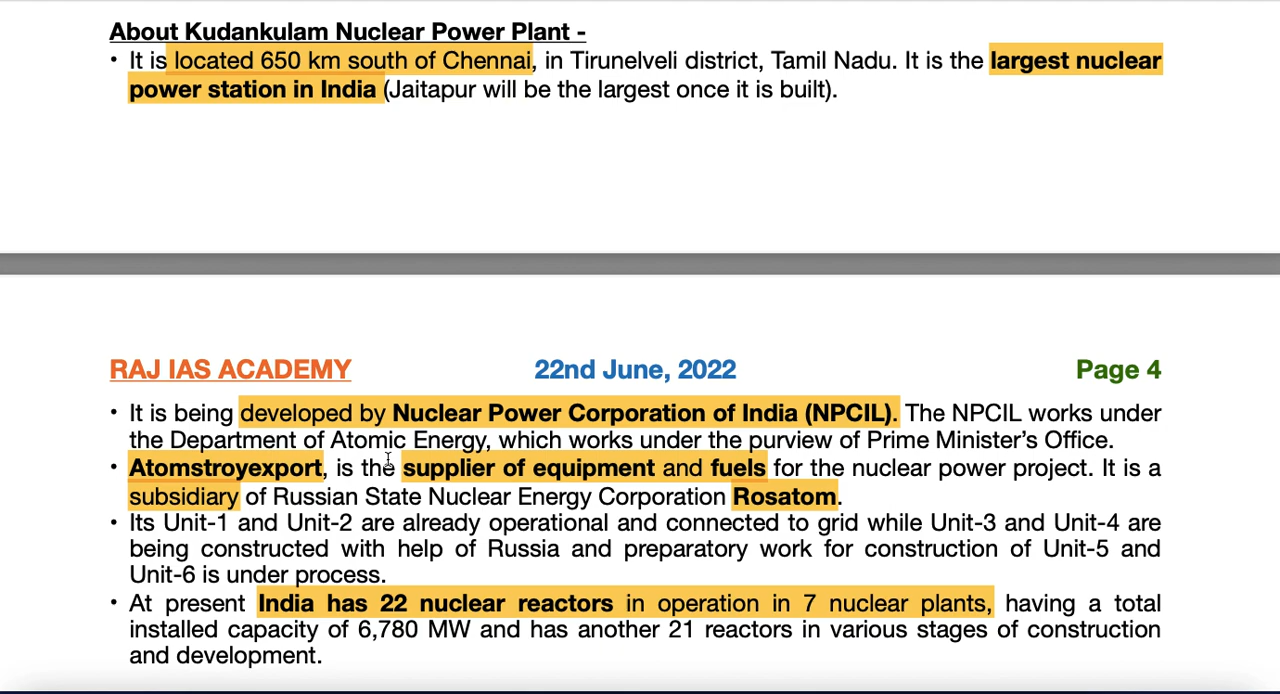 About Kudankulam Nuclear Power Plant -
• It is located 650 km south of Chennai, in Tirunelveli district, Tamil Nadu. It is the largest nuclear
power station in India (Jaitapur will be the largest once it is built).
RAJ IAS ACADEMY 22nd June, 2022 Page 4
• It is being developed by Nuclear Power Corporation of India (NPCIL). The NPCIL works under
the Department of Atomic Energy, which works under the purview of Prime Minister's Office.
• Atomstroyexport, is the supplier of equipment and fuels for the nuclear power project. It is a
subsidiary of Russian State Nuclear Energy Corporation Rosatom.
• Its Unit-1 and Unit-2 are already operational and connected to grid while Unit-3 and Unit-4 are
being constructed with help of Russia and preparatory work for construction of Unit-5 and
Unit-6 is under process.
• At present India has 22 nuclear reactors in operation in 7 nuclear plants, having a total
installed capacity of 6,780 MW and has another 21 reactors in various stages of construction
and development.